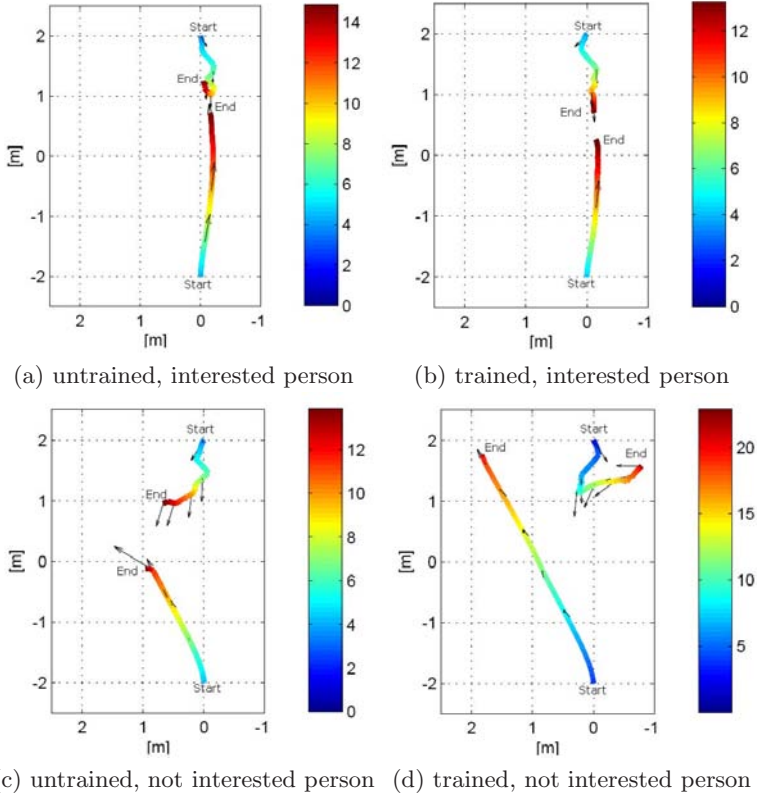 Start
End
End
Start
2
1
0
-1
-2
[m]
2 1 0 -1
[m]
14
12
10
8
6
4
2
0
(a) untrained, interested person
Start
End
End
Start
2
1
0
-1
-2
[m]
2 1 0 -1
[m]
12
10
8
6
4
2
0
(b) trained, interested person
Start
End
End
Start
2
1
0
-1
-2
[m]
2 1 0 -1
[m]
12
10
8
6
4
2
0
c) untrained, not interested person
Start
End
End
Start
2
1
0
-1
-2
[m]
2 1 0 -1
[m]
20
15
10
5
(d) trained, not interested person